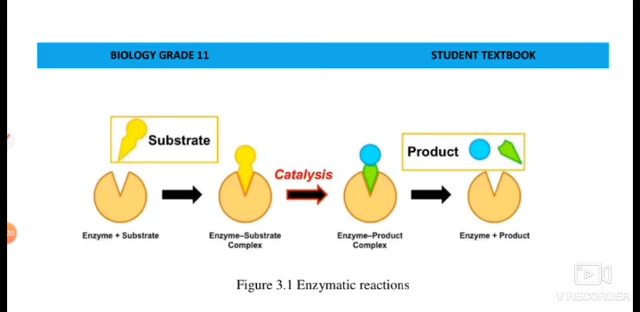 BIOLOGY GRADE 11 STUDENT TEXTBOOK
Substrate
Product
Catalysis
Enzyme + Substrate
Enzyme–Substrate
Complex
Enzyme–Product
Complex
Enzyme + Product
Figure 3.1 Enzymatic reactions
V RECORDER